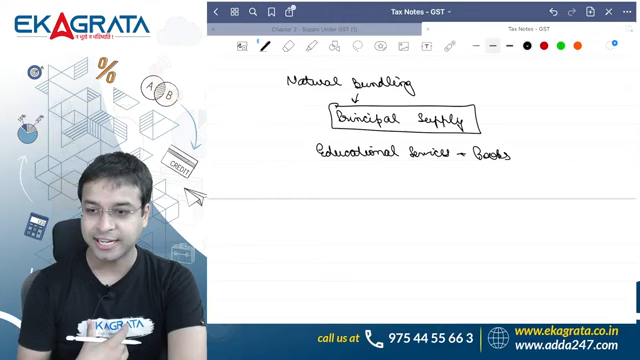 EKAGRATA
Tax Notes - GST
Chapter 2 - Supply Under GST (1)
Tax Notes - GST
%
A
B
CREDIT
Natural Bundling
Principal Supply
Educational Services + Books
EKAGRATA
call us at
975 44 55 66 3
www.ekagrata.co.in
www.adda247.com